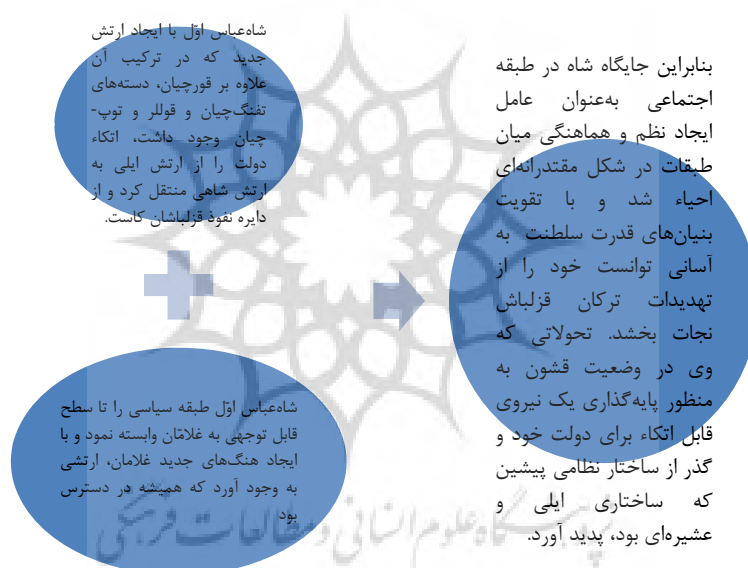 شاه‌عباس اوّل با ایجاد ارتش
جدید که در ترکیب آن
علاوه بر قورچیان، دسته‌های
تفنگ‌چیان و قوللر و توپ-
چیان وجود داشت، اتکاء
دولت را از ارتش ایلی به
ارتش شاهی منتقل کرد و از
دایره نفوذ قزلباشان کاست.
شاه‌عباس اوّل طبقه سیاسی را تا سطح
قابل توجهی به غلامان وابسته نمود و با
ایجاد هنگ‌های جدید غلامان، ارتشی
به وجود آورد که همیشه در دسترس
بود
بنابراین جایگاه شاه در طبقه
اجتماعی به‌عنوان عامل
ایجاد نظم و هماهنگی میان
طبقات در شکل مقتدرانه‌ای
احیاء شد و با تقویت
بنیان‌های قدرت سلطنت به
آسانی توانست خود را از
تهدیدات ترکان قزلباش
نجات بخشد. تحولاتی که
وی در وضعیت قشون به
منظور پایه‌گذاری یک نیروی
قابل اتکاء برای دولت خود و
گذر از ساختار نظامی پیشین
که ساختاری ایلی و
عشیره‌ای بود، پدید آورد.
پژوهشگاه علوم انسانی و مطالعات فرهنگی